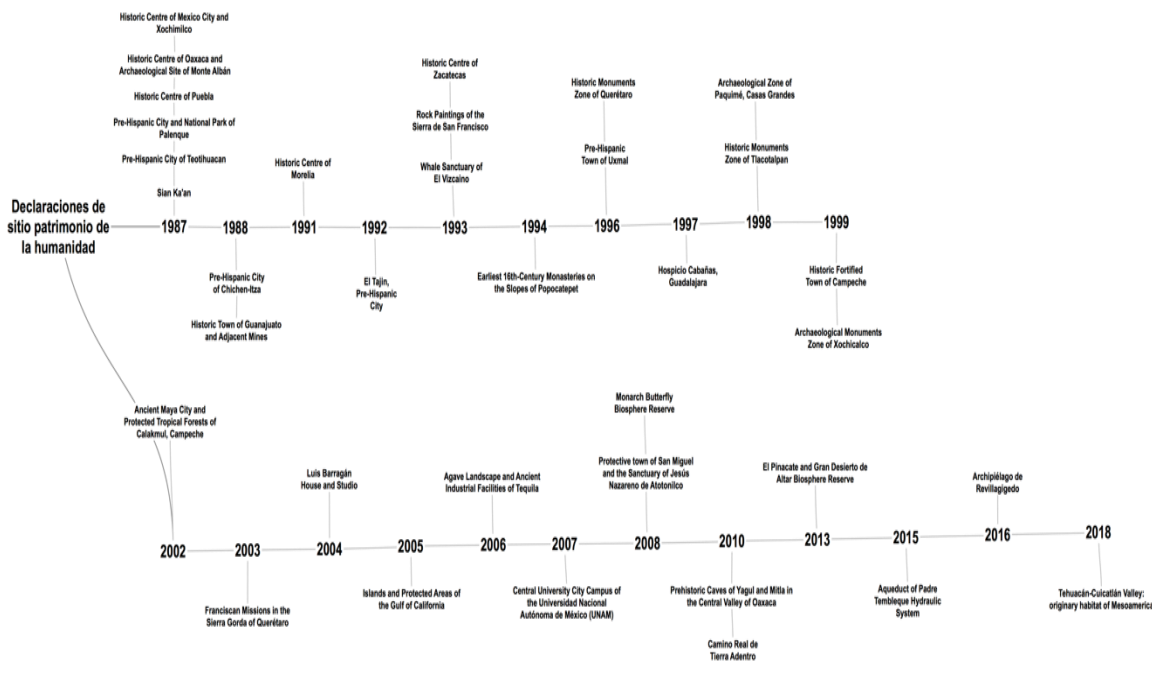 Declaraciones de
sitio patrimonio de
la humanidad
Historic Centre of Mexico City and
Xochimilco
Historic Centre of Oaxaca and
Archaeological Site of Monte Albán
Historic Centre of Puebla
Pre-Hispanic City and National Park of
Palenque
Pre-Hispanic City of Teotihuacan
Sian Ka'an
1987
1988
Pre-Hispanic City
of Chichen-Itza
Historic Town of Guanajuato
and Adjacent Mines
Historic Centre of
Morelia
1991
1992
El Tajin,
Pre-Hispanic
City
Historic Centre of
Zacatecas
Rock Paintings of the
Sierra de San Francisco
Whale Sanctuary of
El Vizcaino
1993
1994
Earliest 16th-Century Monasteries on
the Slopes of Popocatepet
Historic Monuments
Zone of Querétaro
Pre-Hispanic
Town of Uxmal
1996
1997
Hospicio Cabañas,
Guadalajara
Archaeological Zone of
Paquimé, Casas Grandes
Historic Monuments
Zone of Tlacotalpan
1998
1999
Historic Fortified
Town of Campeche
Archaeological Monuments
Zone of Xochicalco
Ancient Maya City and
Protected Tropical Forests of
Calakmul, Campeche
2002
2003
Franciscan Missions in the
Sierra Gorda of Querétaro
Luis Barragán
House and Studio
2004
2005
Islands and Protected Areas of
the Gulf of California
Agave Landscape and Ancient
Industrial Facilities of Tequila
2006
2007
Central University City Campus of
the Universidad Nacional
Autónoma de México (UNAM)
Monarch Butterfly
Biosphere Reserve
Protective town of San Miguel
and the Sanctuary of Jesús
Nazareno de Atotonilco
2008
2010
Prehistoric Caves of Yagul and Mitla in
the Central Valley of Oaxaca
Camino Real de
Tierra Adentro
El Pinacate and Gran Desierto de
Altar Biosphere Reserve
2013
2015
Aqueduct of Padre
Tembleque Hydraulic
System
Archipiélago de
Revillagigedo
2016
2018
Tehuacán-Cuicatlán Valley:
originary habitat of Mesoamerica